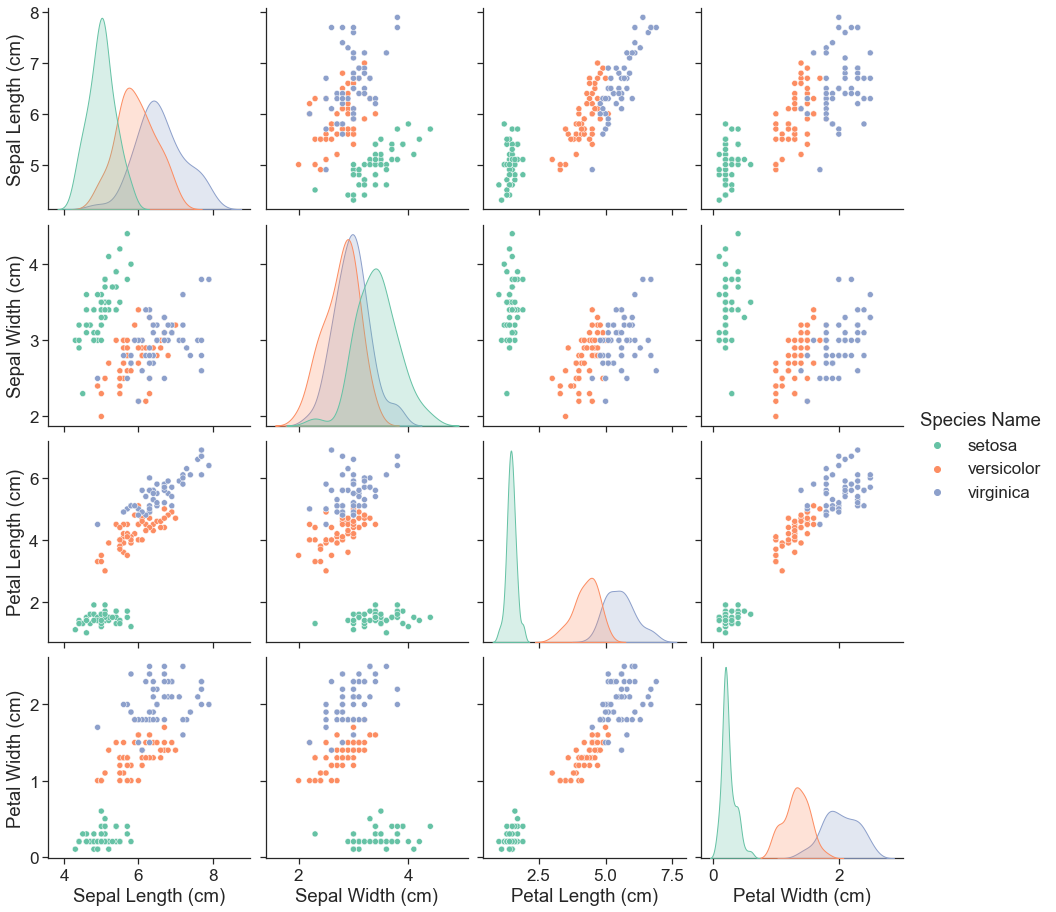 8
7
6
5
Sepal Length (cm)
4
6
8
2
4
2.5
5.0
7.5
0
2
4
3
2
Sepal Width (cm)
Species Name
setosa
versicolor
virginica
6
4
2
Petal Length (cm)
2
1
0
Petal Width (cm)
Sepal Length (cm)
Sepal Width (cm)
Petal Length (cm)
Petal Width (cm)